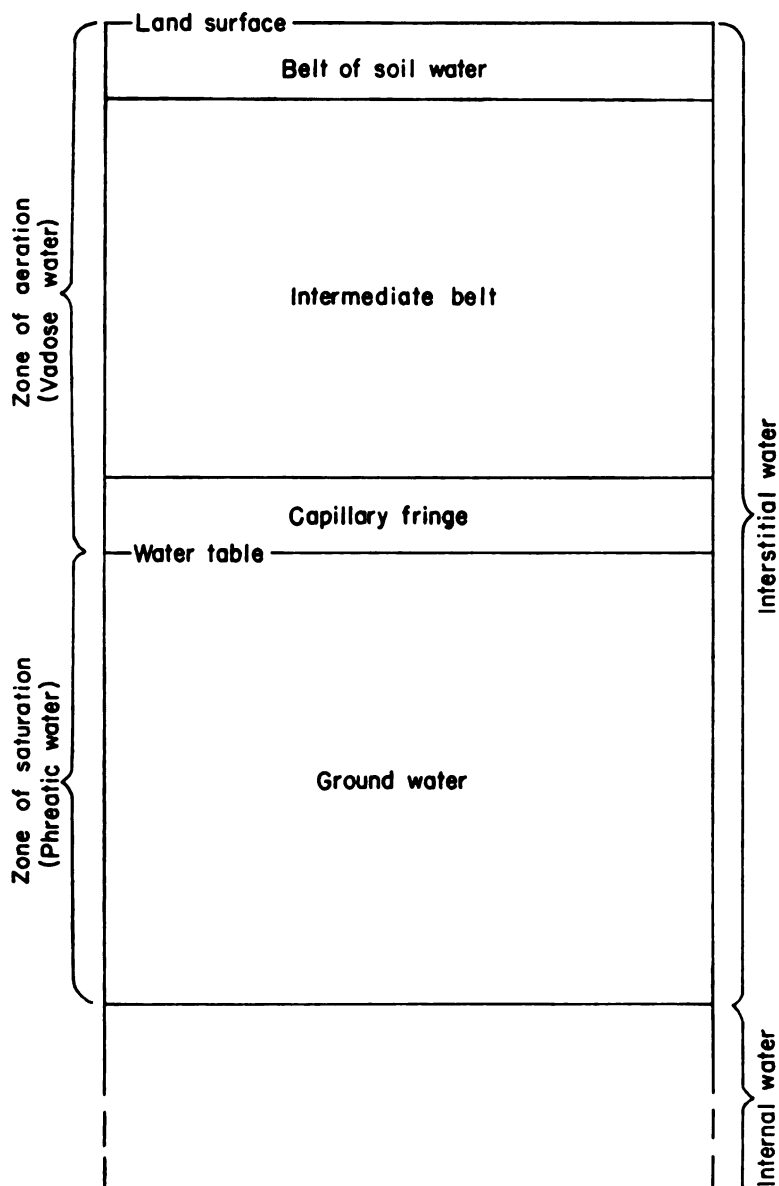 Land surface
Belt of soil water
Intermediate belt
Capillary fringe
Water table
Ground water
Zone of aeration
(Vadose water)
Zone of saturation
(Phreatic water)
Interstitial water
Internal water